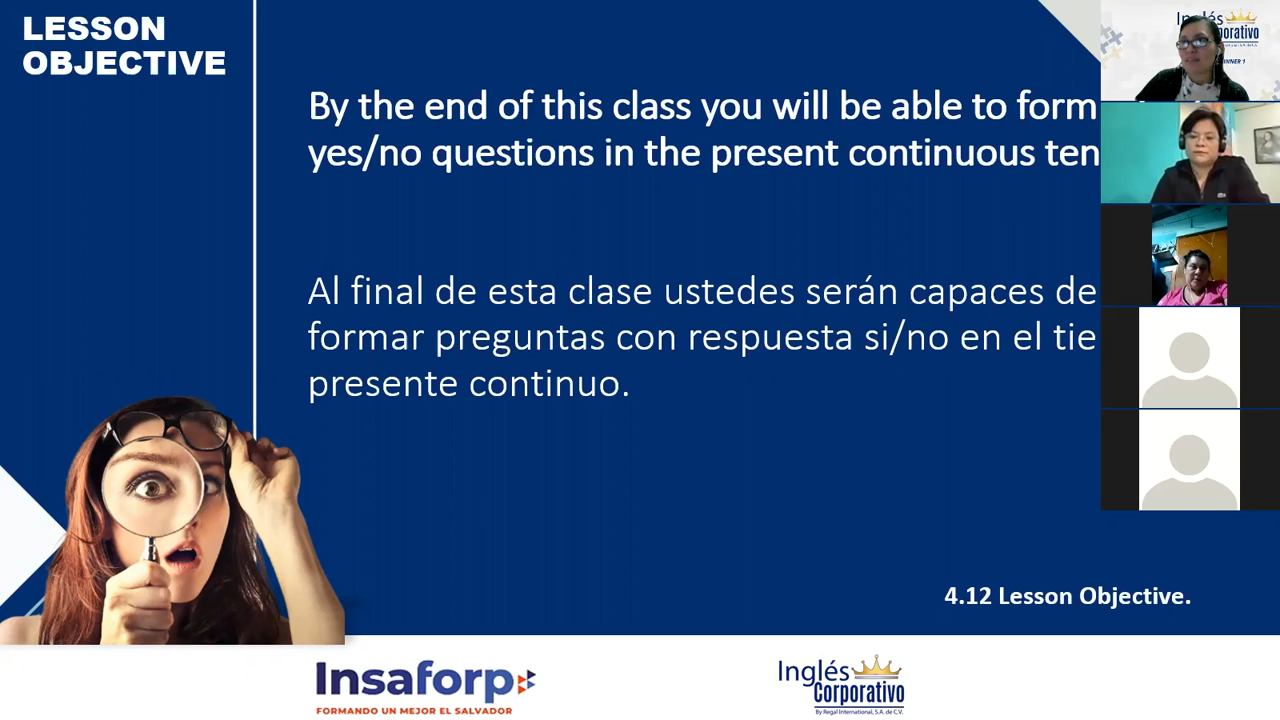 LESSON
OBJECTIVE
By the end of this class you will be able to form
yes/no questions in the present continuous ten
Al final de esta clase ustedes serán capaces de
formar preguntas con respuesta si/no en el tie
presente continuo.
4.12 Lesson Objective.
Insaforp
FORMANDO UN MEJOR EL SALVADOR
Inglés
Corporativo
By Regal International, S.A. de C.V.